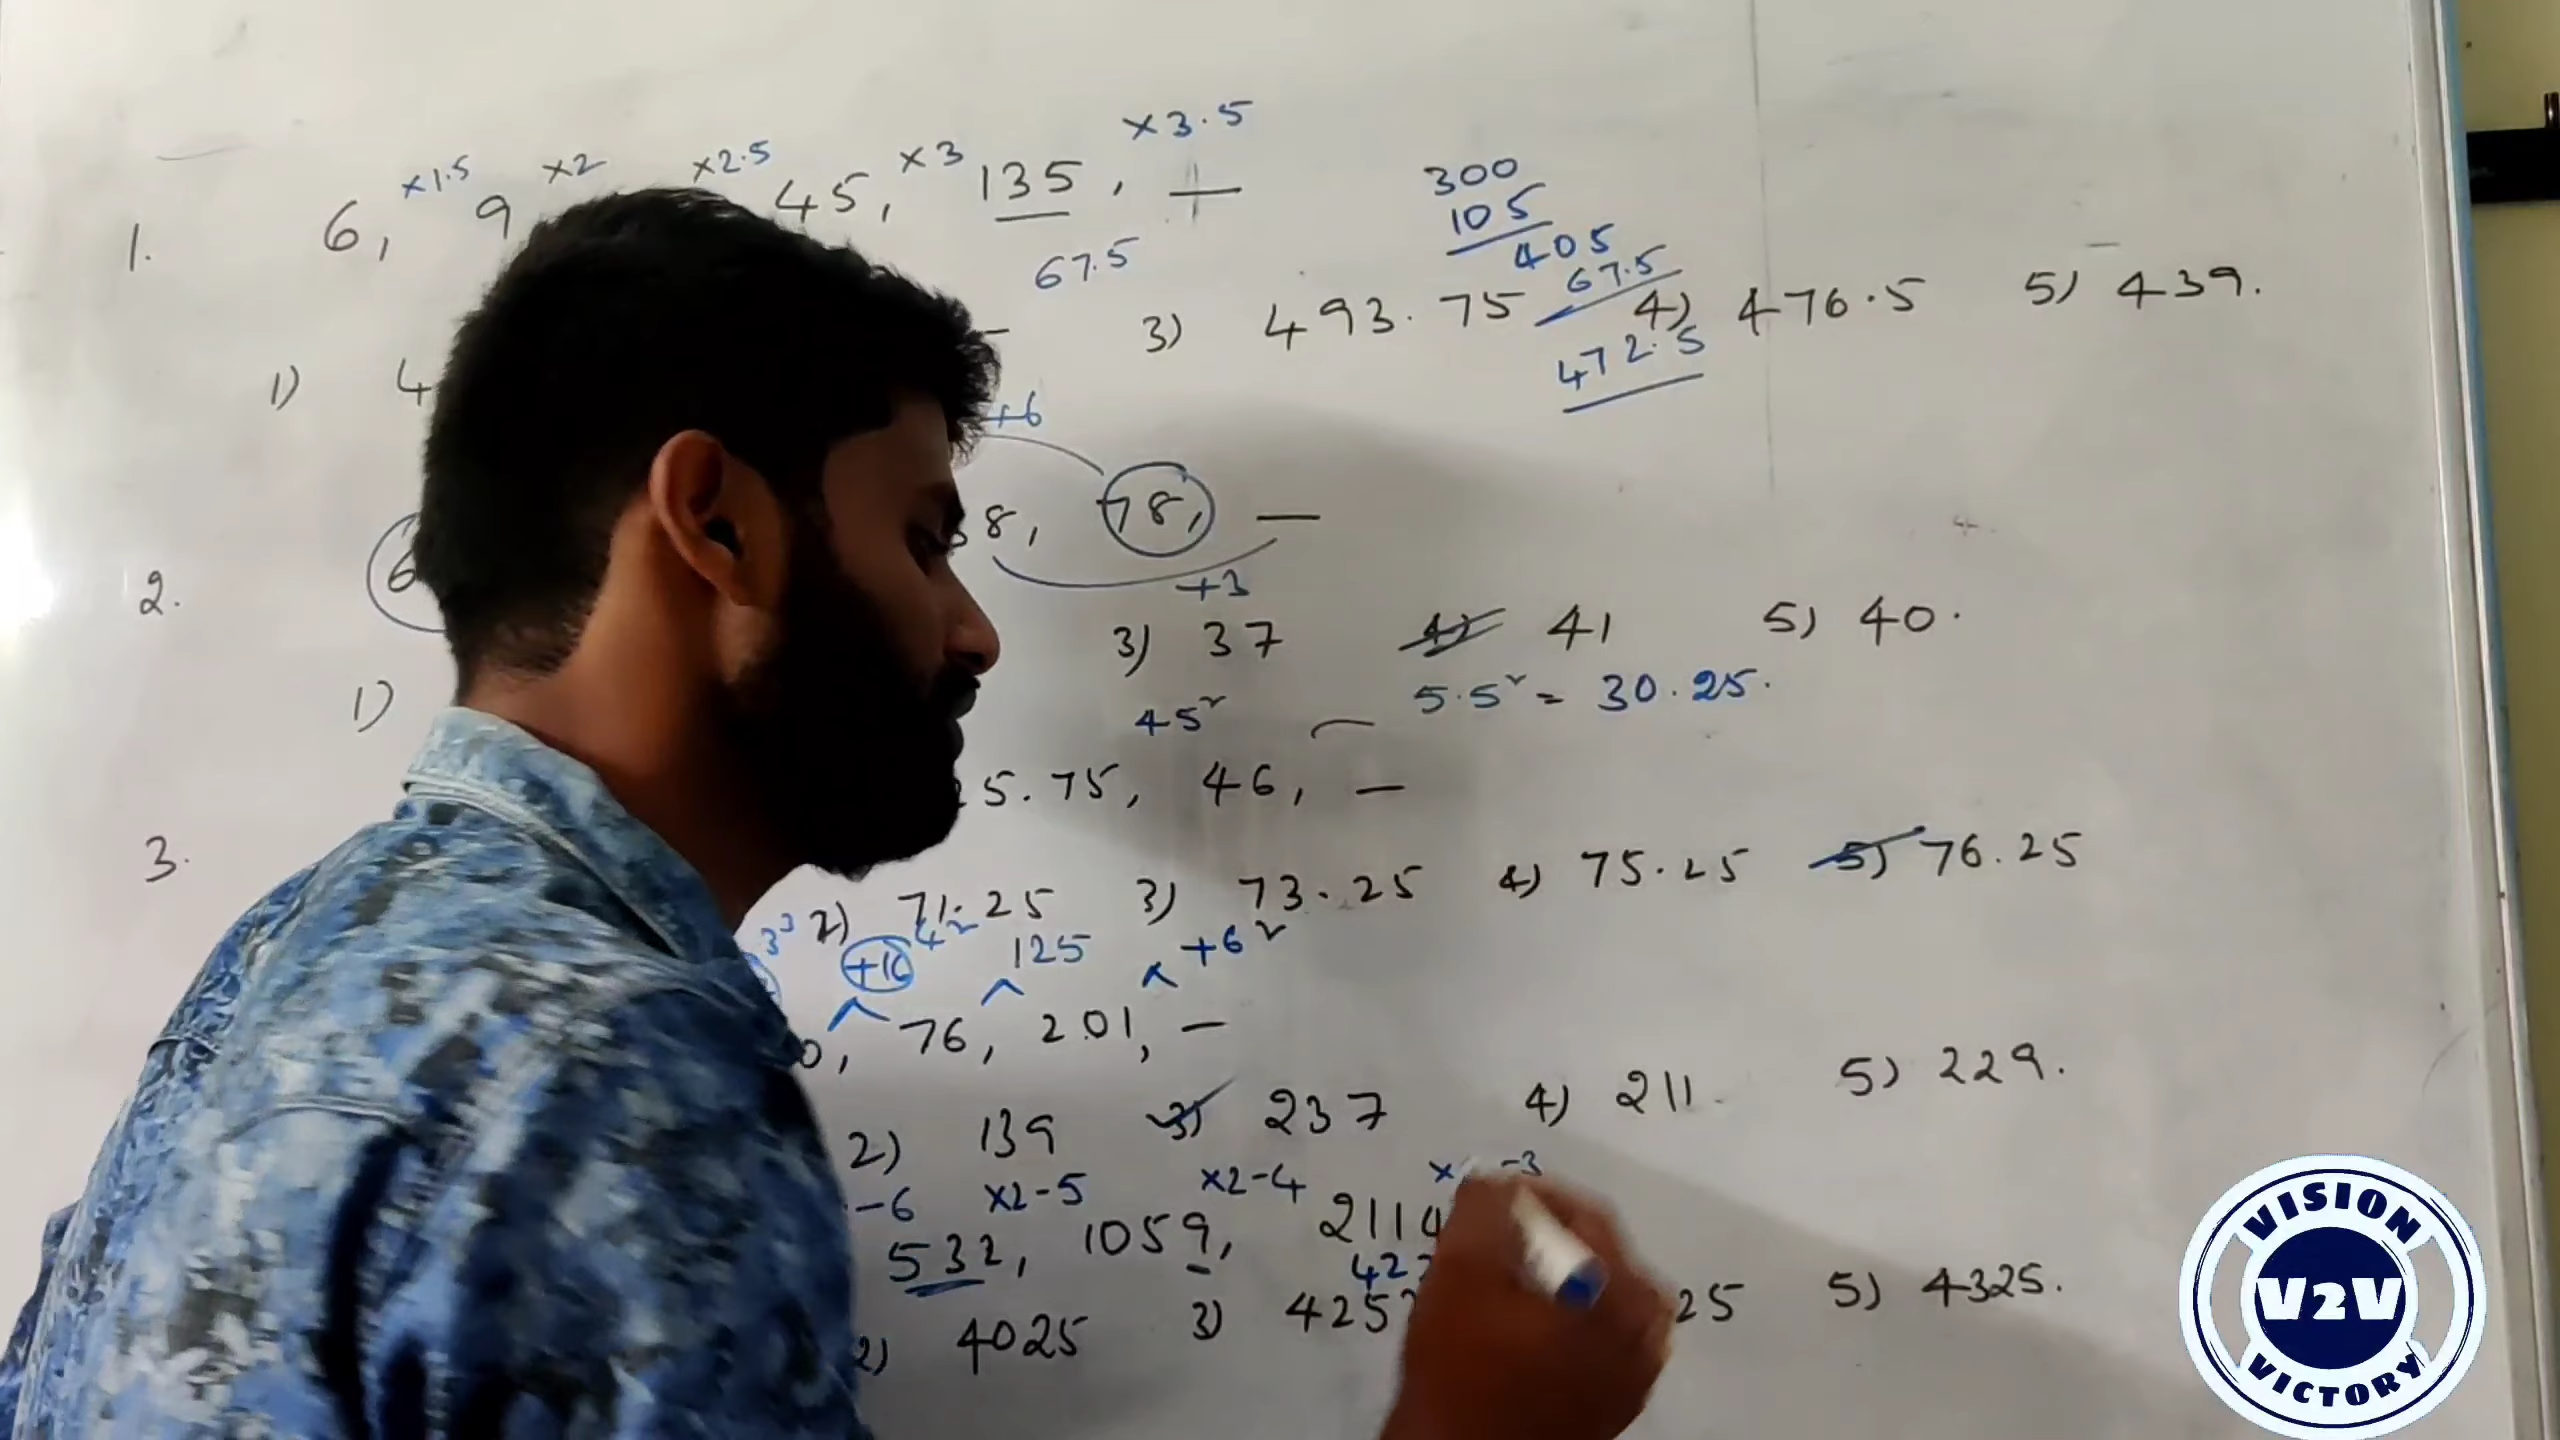 ×1.5 ×2 ×2.5 ×3 ×3.5
1. 6, 9 45, 135, —
67.5
300
105
405
67.5
472.5
1) 4 3) 493.75 4) 476.5 5) 439.
+6
2. 6 8, 78, —
+3
1) 3) 37 4) 41 5) 40.
45² 5.5² = 30.25.
3. 5.75, 46, —
2) 71.25 3) 73.25 4) 75.25 5) 76.25
3³ +16 4² 125 +6²
0, 76, 201, —
2) 139 3) 237 4) 211 5) 229.
-6 ×2-5 ×2-4 × -3
532, 1059, 2114
422
2) 4025 3) 425 25 5) 4325.
VISION
V2V
VICTORY